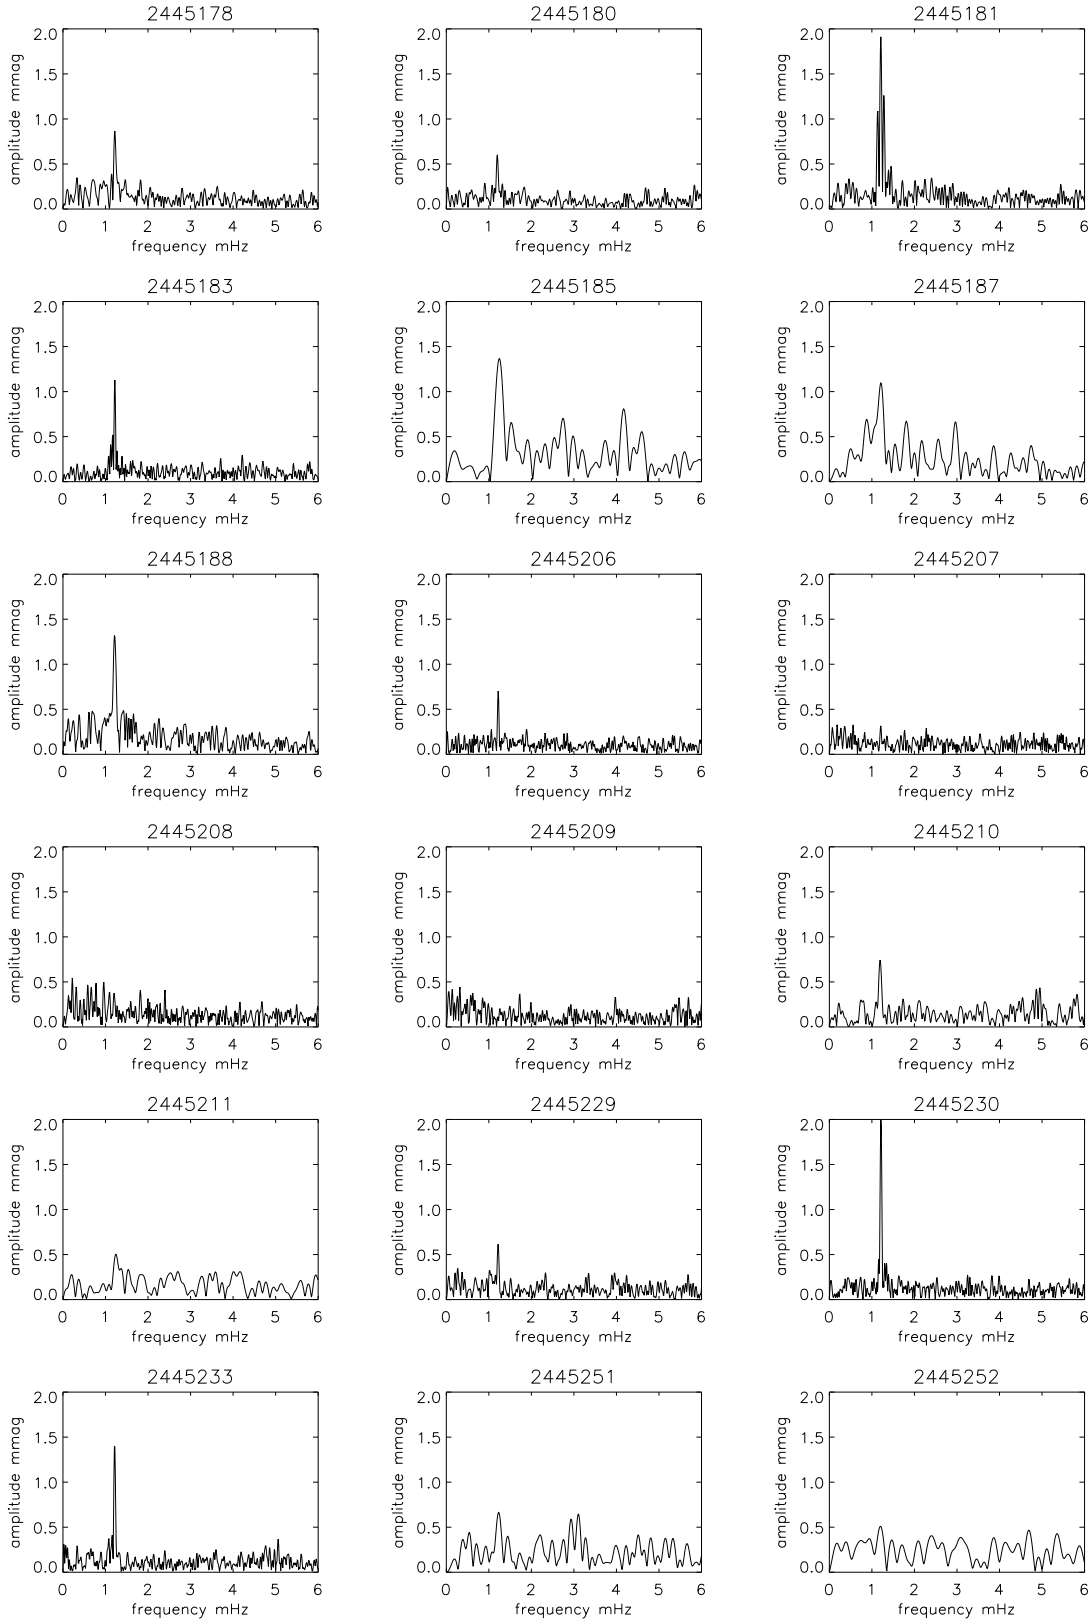 2445178 2445180 2445181
amplitude mmag 2.0 1.5 1.0 0.5 0.0 amplitude mmag 2.0 1.5 1.0 0.5 0.0 amplitude mmag 2.0 1.5 1.0 0.5 0.0
0 1 2 3 4 5 6 0 1 2 3 4 5 6 0 1 2 3 4 5 6
frequency mHz frequency mHz frequency mHz
2445183 2445185 2445187
amplitude mmag 2.0 1.5 1.0 0.5 0.0 amplitude mmag 2.0 1.5 1.0 0.5 0.0 amplitude mmag 2.0 1.5 1.0 0.5 0.0
0 1 2 3 4 5 6 0 1 2 3 4 5 6 0 1 2 3 4 5 6
frequency mHz frequency mHz frequency mHz
2445188 2445206 2445207
amplitude mmag 2.0 1.5 1.0 0.5 0.0 amplitude mmag 2.0 1.5 1.0 0.5 0.0 amplitude mmag 2.0 1.5 1.0 0.5 0.0
0 1 2 3 4 5 6 0 1 2 3 4 5 6 0 1 2 3 4 5 6
frequency mHz frequency mHz frequency mHz
2445208 2445209 2445210
amplitude mmag 2.0 1.5 1.0 0.5 0.0 amplitude mmag 2.0 1.5 1.0 0.5 0.0 amplitude mmag 2.0 1.5 1.0 0.5 0.0
0 1 2 3 4 5 6 0 1 2 3 4 5 6 0 1 2 3 4 5 6
frequency mHz frequency mHz frequency mHz
2445211 2445229 2445230
amplitude mmag 2.0 1.5 1.0 0.5 0.0 amplitude mmag 2.0 1.5 1.0 0.5 0.0 amplitude mmag 2.0 1.5 1.0 0.5 0.0
0 1 2 3 4 5 6 0 1 2 3 4 5 6 0 1 2 3 4 5 6
frequency mHz frequency mHz frequency mHz
2445233 2445251 2445252
amplitude mmag 2.0 1.5 1.0 0.5 0.0 amplitude mmag 2.0 1.5 1.0 0.5 0.0 amplitude mmag 2.0 1.5 1.0 0.5 0.0
0 1 2 3 4 5 6 0 1 2 3 4 5 6 0 1 2 3 4 5 6
frequency mHz frequency mHz frequency mHz